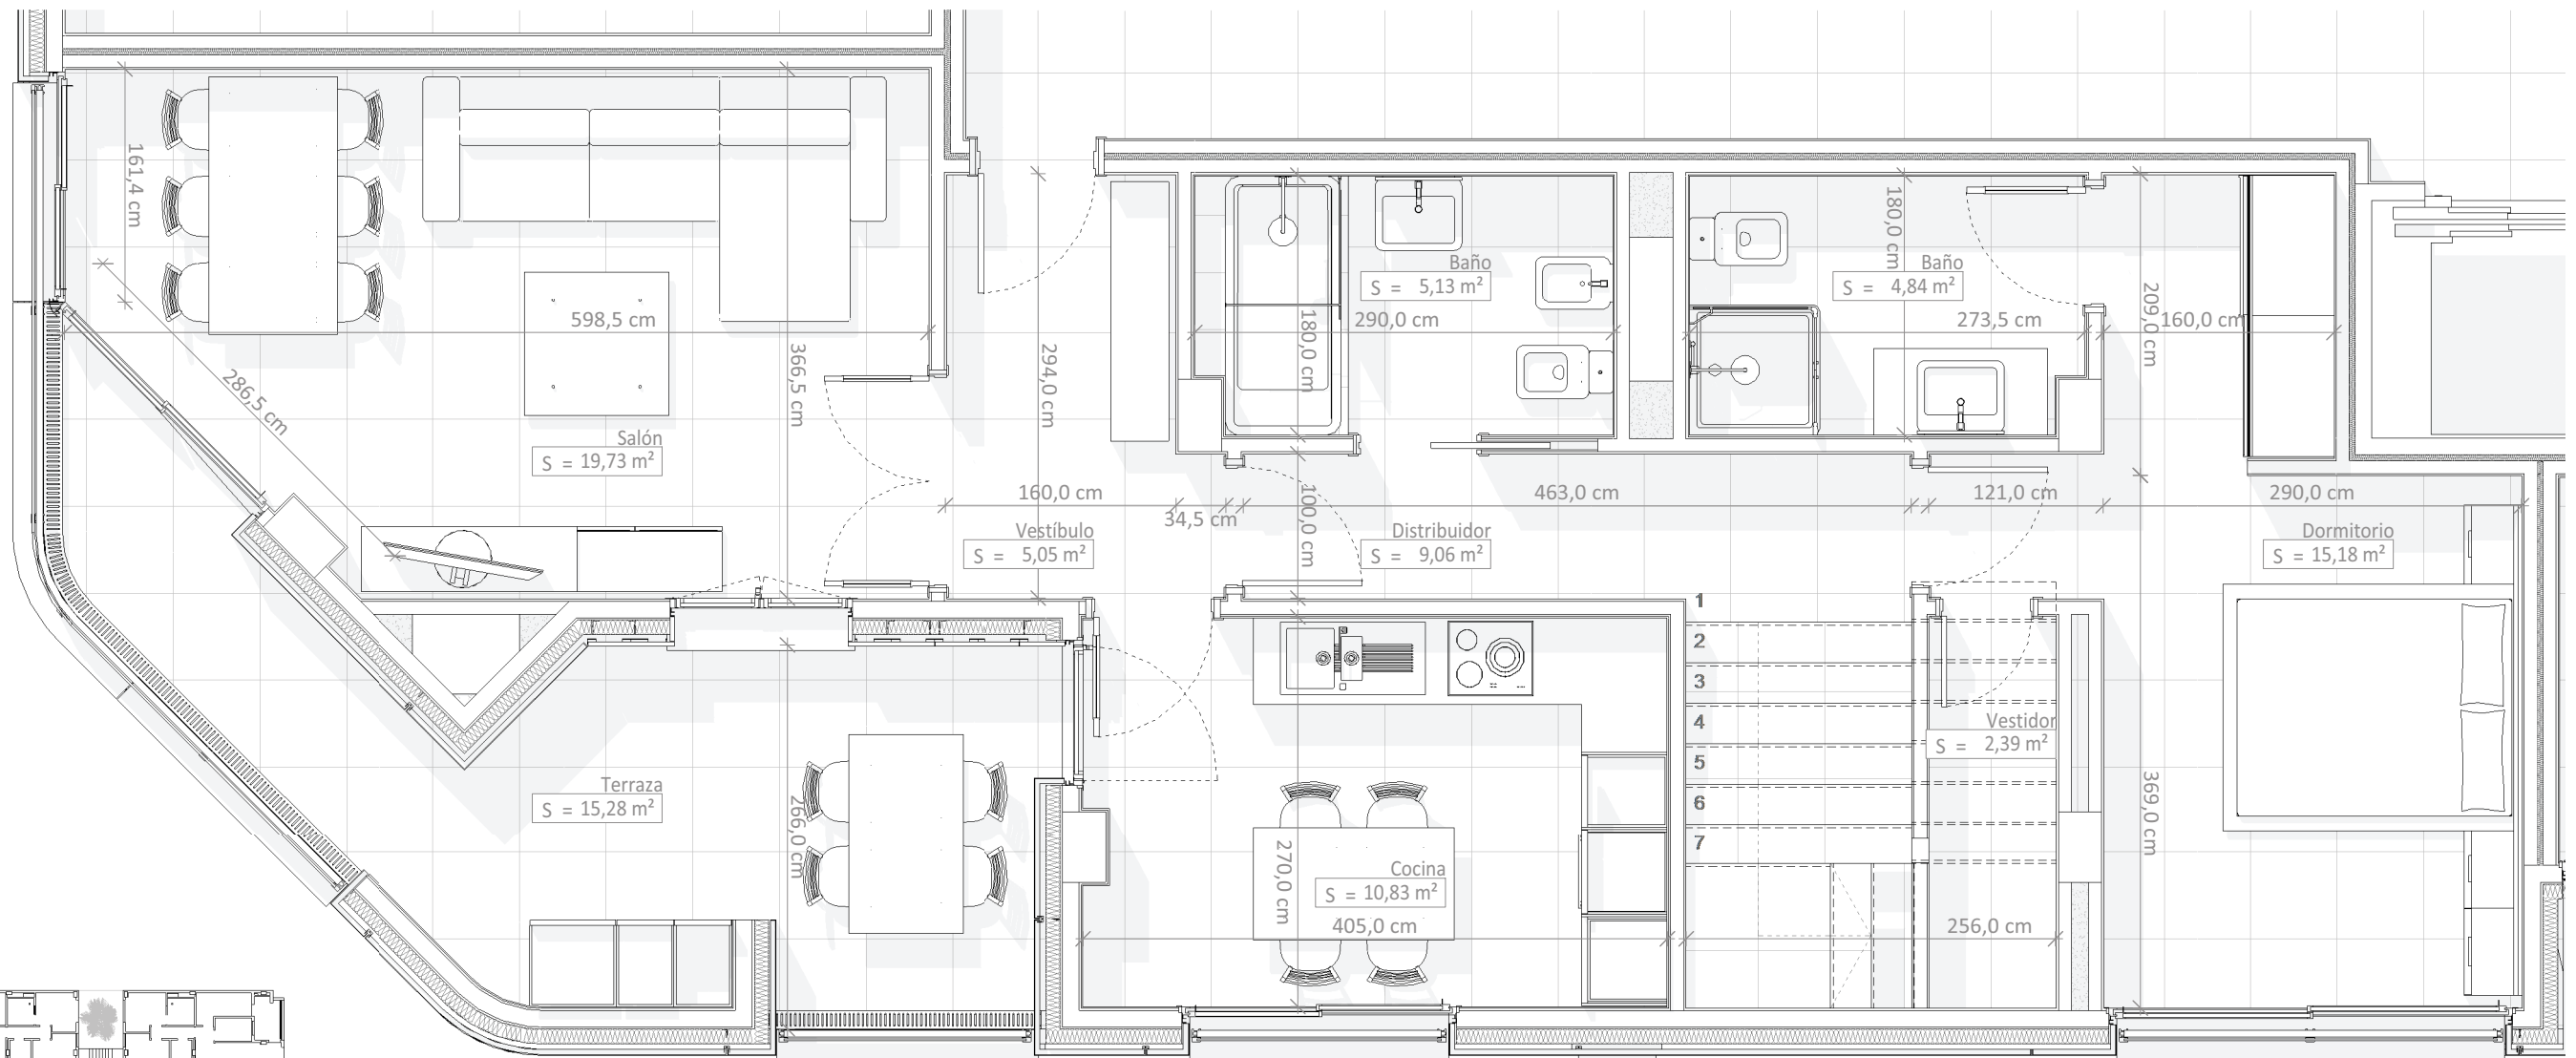 161,4 cm
286,5 cm
598,5 cm
366,5 cm
Salón
S = 19,73 m²
294,0 cm
160,0 cm
34,5 cm
Vestíbulo
S = 5,05 m²
Baño
S = 5,13 m²
290,0 cm
180,0 cm
Baño
S = 4,84 m²
180,0 cm
273,5 cm
160,0 cm
209,0 cm
100,0 cm
463,0 cm
Distribuidor
S = 9,06 m²
121,0 cm
290,0 cm
Dormitorio
S = 15,18 m²
1
2
3
4
5
6
7
Vestidor
S = 2,39 m²
369,0 cm
Terraza
S = 15,28 m²
266,0 cm
270,0 cm
Cocina
S = 10,83 m²
405,0 cm
256,0 cm